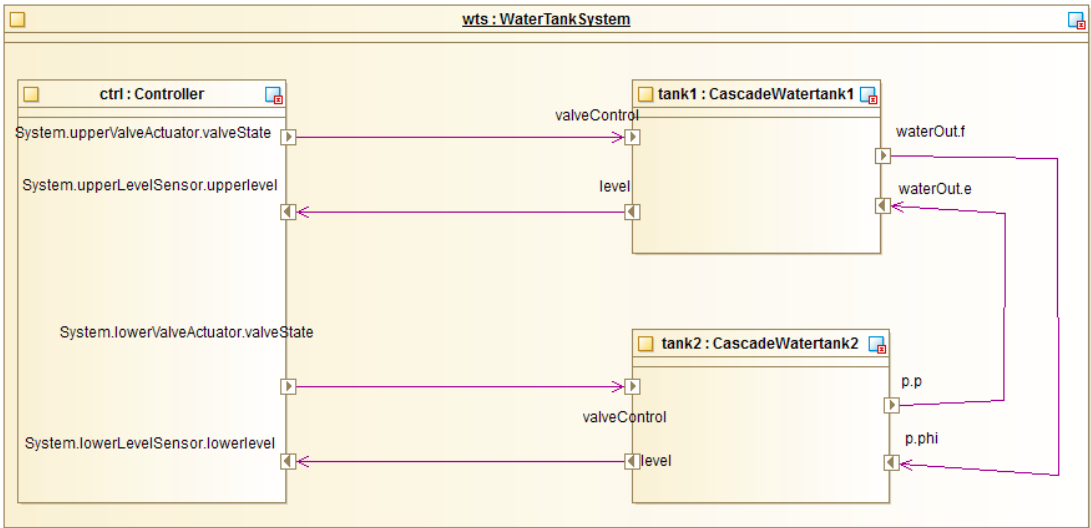 wts : WaterTankSystem
ctrl : Controller
tank1 : CascadeWatertank1
System.upperValveActuator.valveState
valveControl
waterOut.f
System.upperLevelSensor.upperlevel
level
waterOut.e
System.lowerValveActuator.valveState
tank2 : CascadeWatertank2
p.p
valveControl
p.phi
System.lowerLevelSensor.lowerlevel
level